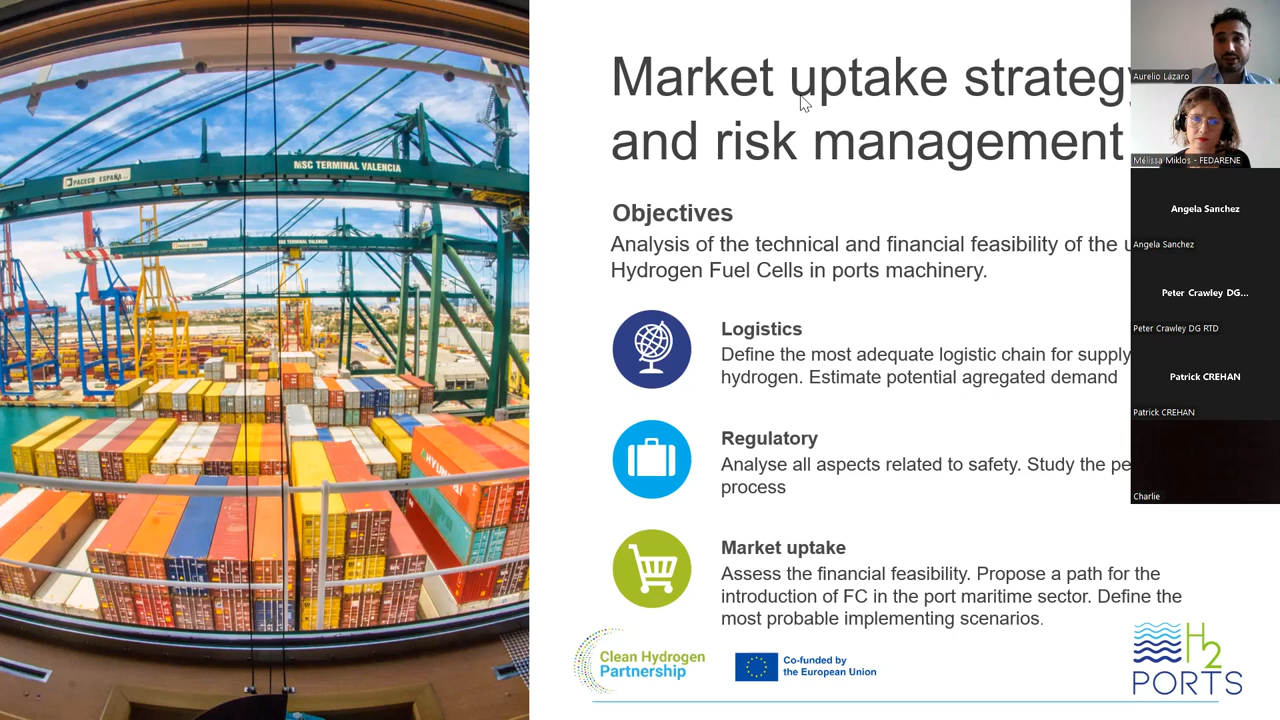 MSC TERMINAL VALENCIA
PACECO ESPAÑA
MSC TERMINAL VALENCIA
HYUNDAI
Market uptake strategy
and risk management
Objectives
Analysis of the technical and financial feasibility of the
Hydrogen Fuel Cells in ports machinery.
Logistics
Define the most adequate logistic chain for supply
hydrogen. Estimate potential agregated demand
Regulatory
Analyse all aspects related to safety. Study the
process
Market uptake
Assess the financial feasibility. Propose a path for the
introduction of FC in the port maritime sector. Define the
most probable implementing scenarios.
Clean Hydrogen
Partnership
Co-funded by
the European Union
H2
PORTS
Aurelio Lázaro
Mélissa Miklos - FEDARENE
Angela Sanchez
Angela Sanchez
Peter Crawley DG...
Peter Crawley DG RTD
Patrick CREHAN
Patrick CREHAN
Charlie